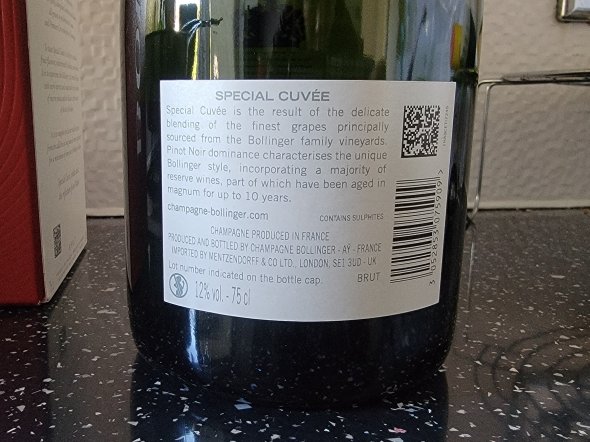 SPECIAL CUVÉE
Special Cuvée is the result of the delicate
blending of the finest grapes principally
sourced from the Bollinger family vineyards.
Pinot Noir dominance characterises the unique
Bollinger style, incorporating a majority of
reserve wines, part of which have been aged in
magnum for up to 10 years.
champagne-bollinger.com
CONTAINS SULPHITES
CHAMPAGNE PRODUCED IN FRANCE
PRODUCED AND BOTTLED BY CHAMPAGNE BOLLINGER - AŸ - FRANCE
IMPORTED BY MENTZENDORFF & CO LTD., LONDON, SE1 3UD - UK
Lot number indicated on the bottle cap.
BRUT
12% vol. - 75 cl
3 052853 075909 >